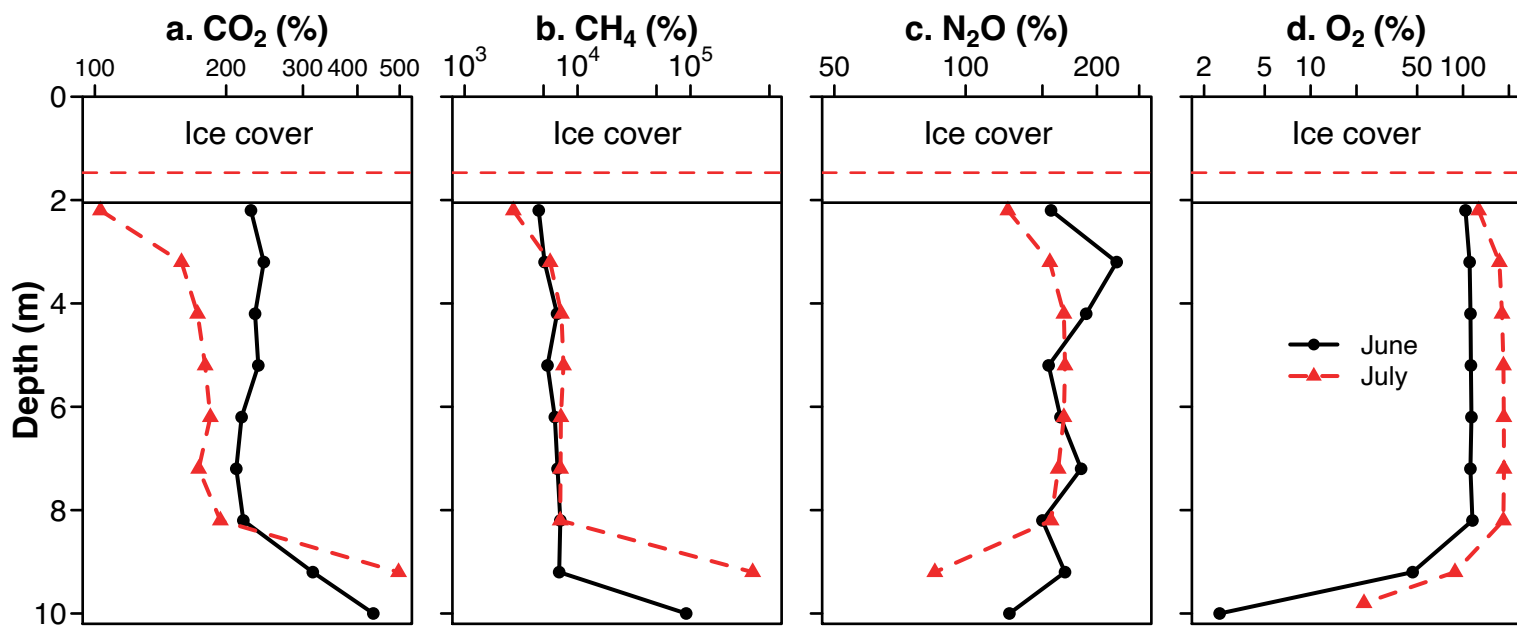 a. CO₂ (%)
b. CH₄ (%)
c. N₂O (%)
d. O₂ (%)
100 200 300 400 500
10³ 10⁴ 10⁵
50 100 200
2 5 10 50 100
0
2
4
6
8
10
Depth (m)
Ice cover
Ice cover
Ice cover
Ice cover
June
July